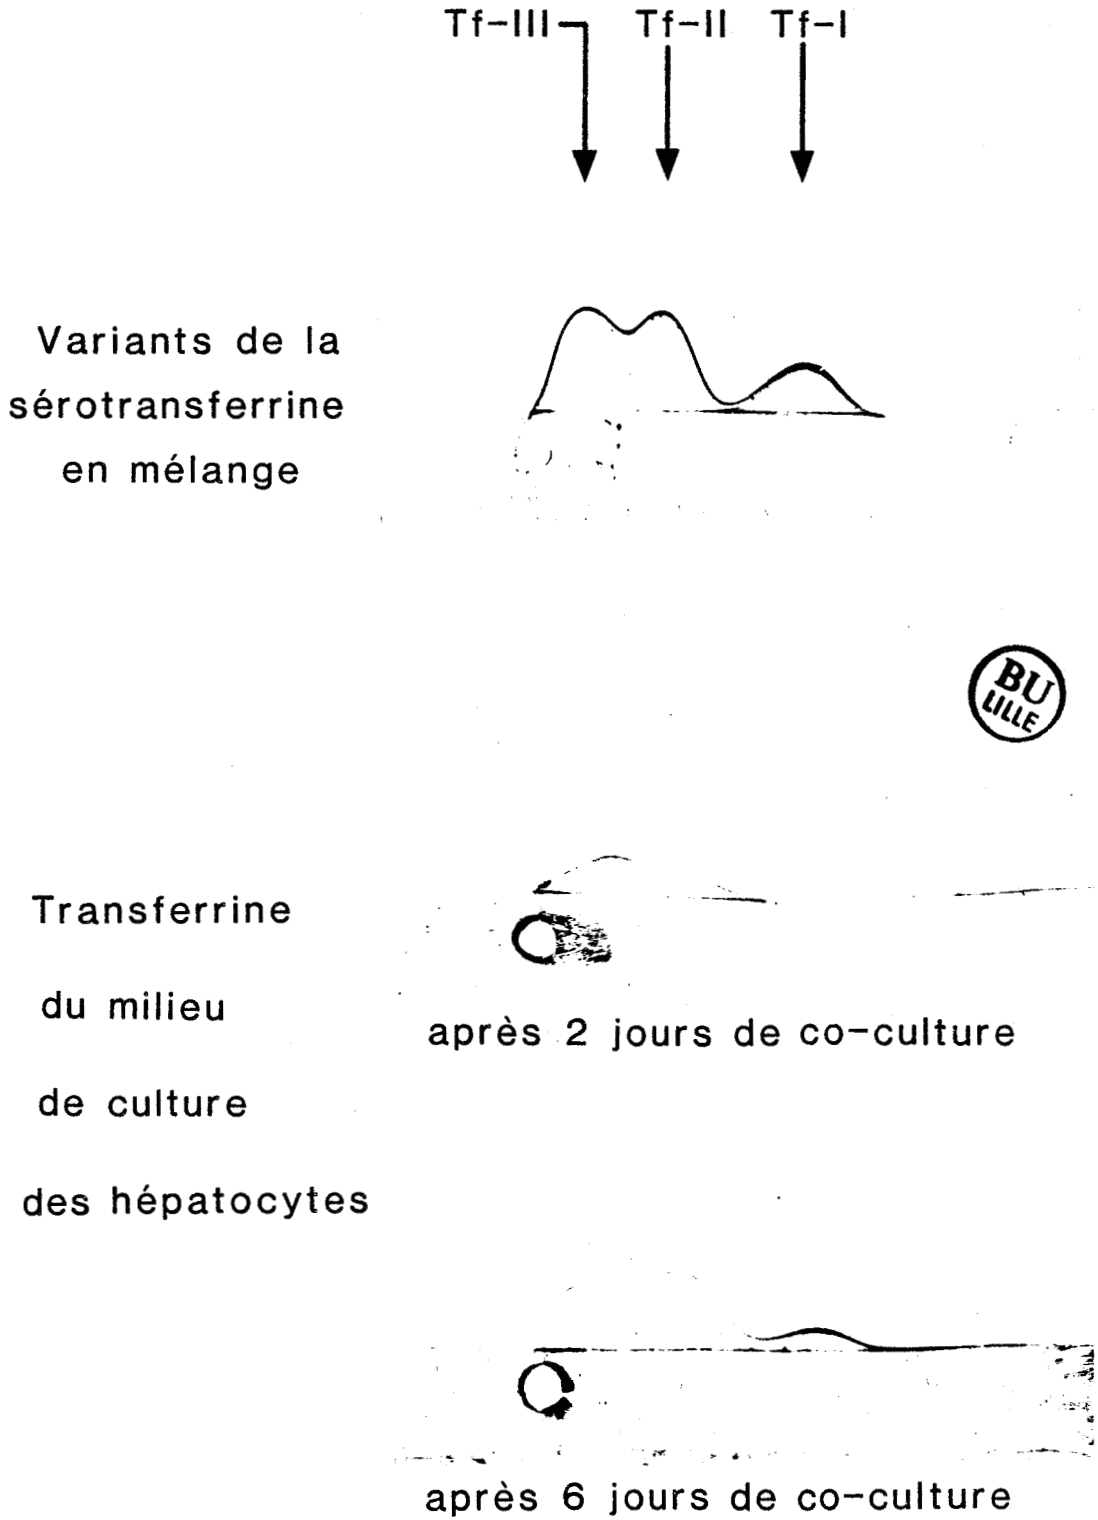 Tf-III Tf-II Tf-I
Variants de la
sérotransferrine
en mélange
BU
LILLE
Transferrine
du milieu
de culture
des hépatocytes
après 2 jours de co-culture
après 6 jours de co-culture